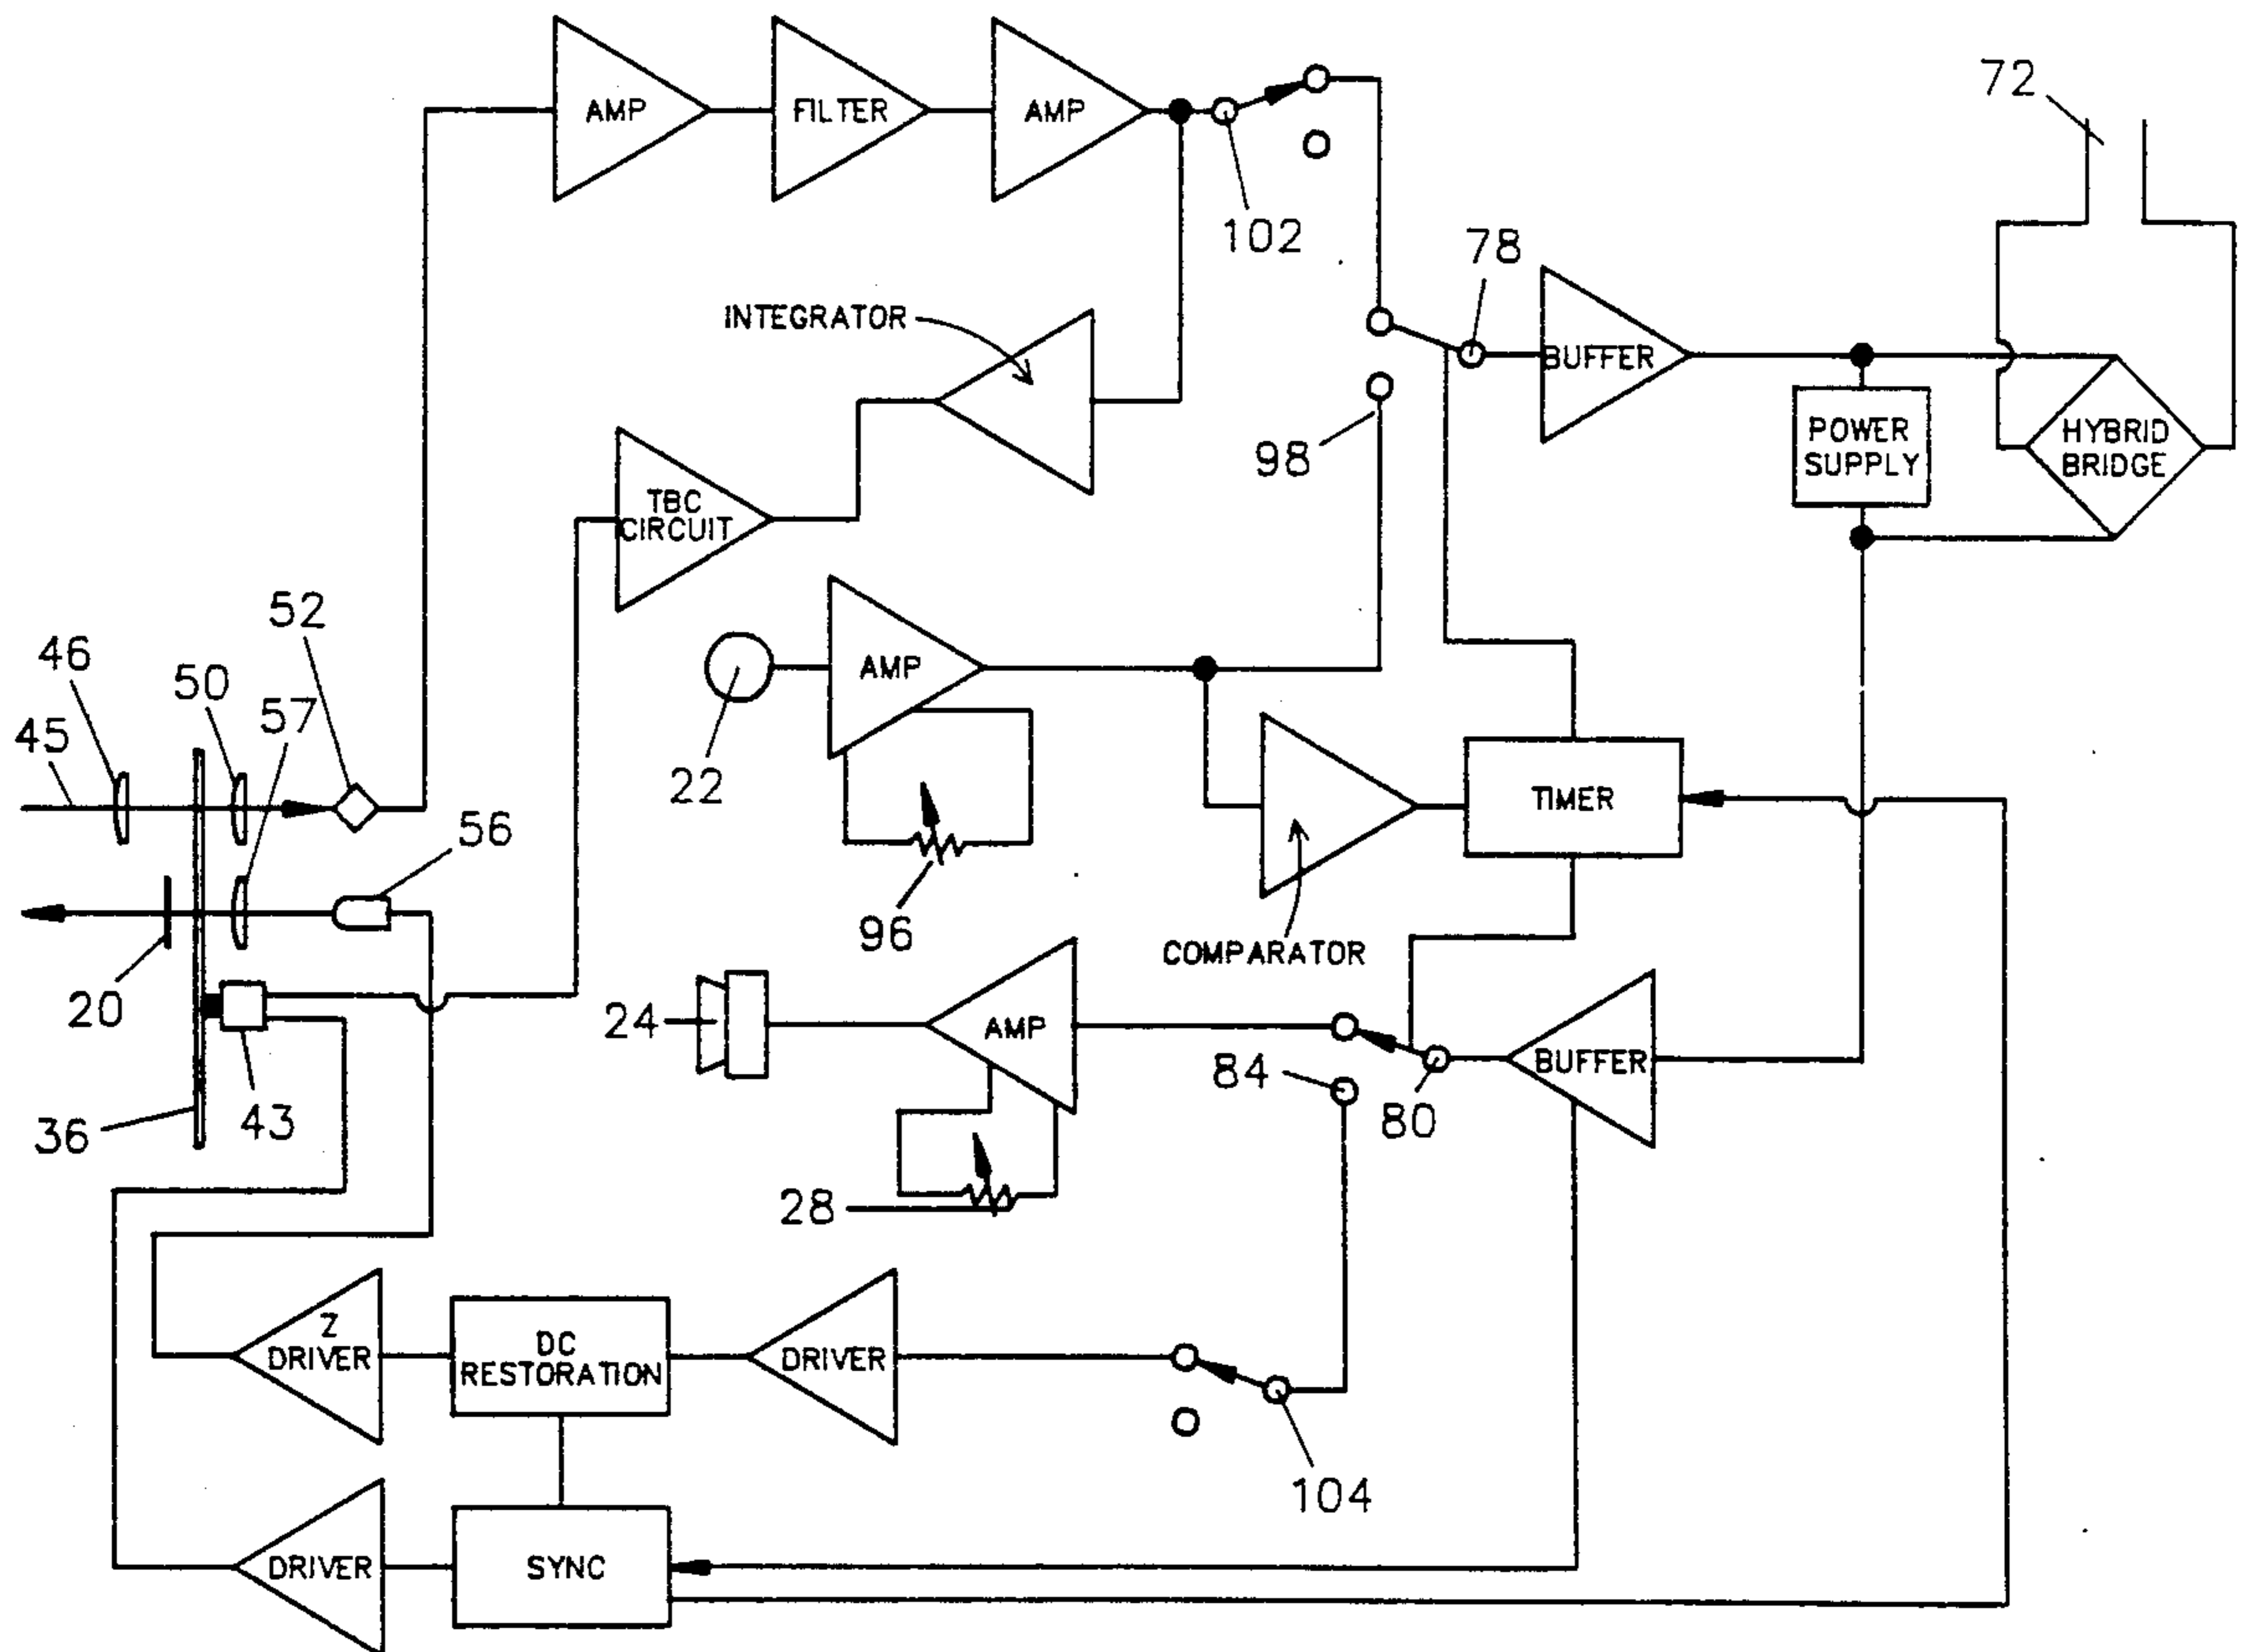 AMP
FILTER
AMP
72
102
78
INTEGRATOR
BUFFER
POWER
SUPPLY
HYBRID
BRIDGE
98
TBC
CIRCUIT
52
46
50
57
AMP
45
22
TIMER
56
96
COMPARATOR
20
24
AMP
84
BUFFER
36
43
80
28
Z
DRIVER
DC
RESTORATION
DRIVER
104
DRIVER
SYNC